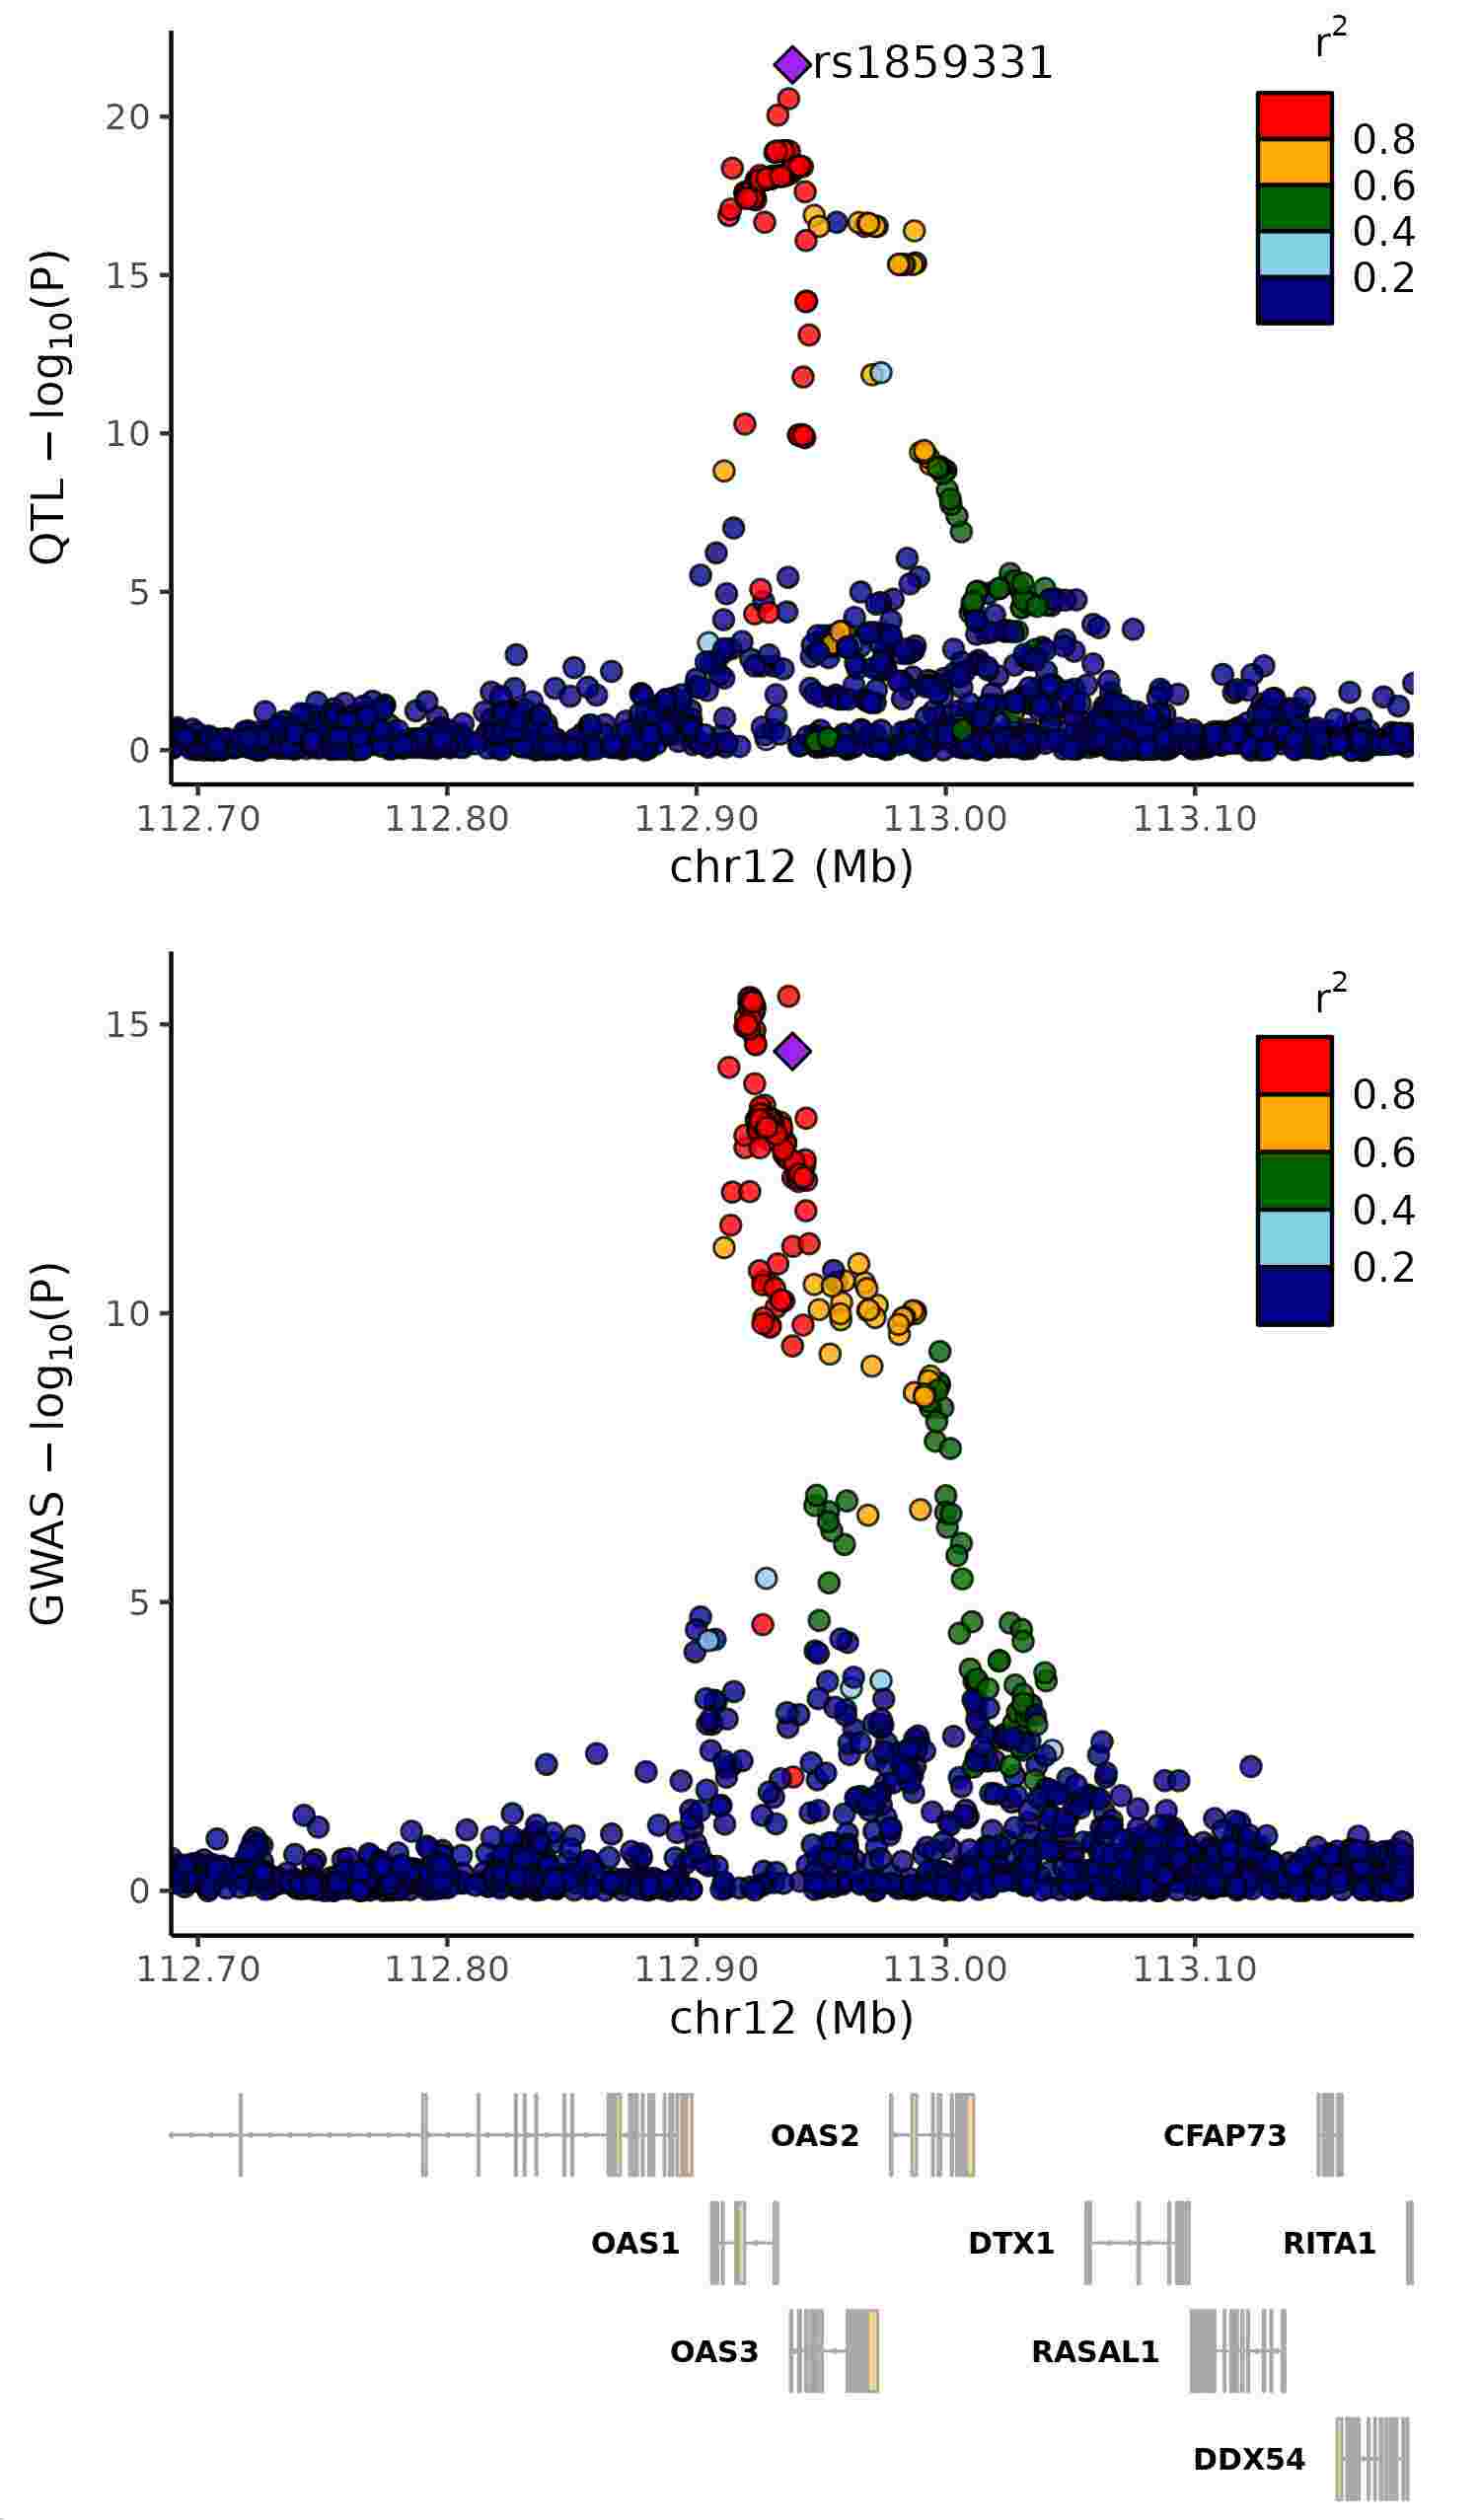 r2
rs1859331
20
15
10
5
0
0.8
0.6
0.4
0.2
QTL −log10(P)
112.70 112.80 112.90 113.00 113.10
chr12 (Mb)
r2
15
10
5
0
0.8
0.6
0.4
0.2
GWAS −log10(P)
112.70 112.80 112.90 113.00 113.10
chr12 (Mb)
OAS2 CFAP73
OAS1 DTX1 RITA1
OAS3 RASAL1
DDX54